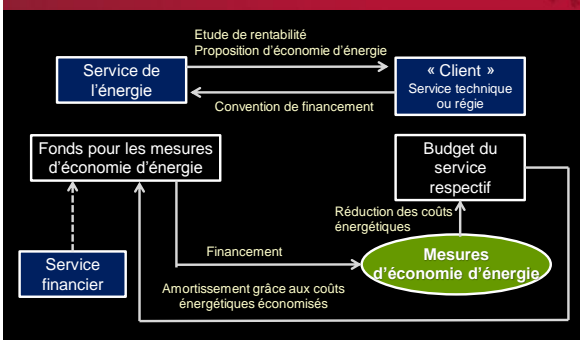 Etude de rentabilité
Proposition d'économie d'énergie
Service de
l'énergie
« Client »
Service technique
ou régie
Convention de financement
Fonds pour les mesures
d'économie d'énergie
Budget du
service
respectif
Réduction des coûts
énergétiques
Financement
Mesures
d'économie d'énergie
Service
financier
Amortissement grâce aux coûts
énergétiques économisés